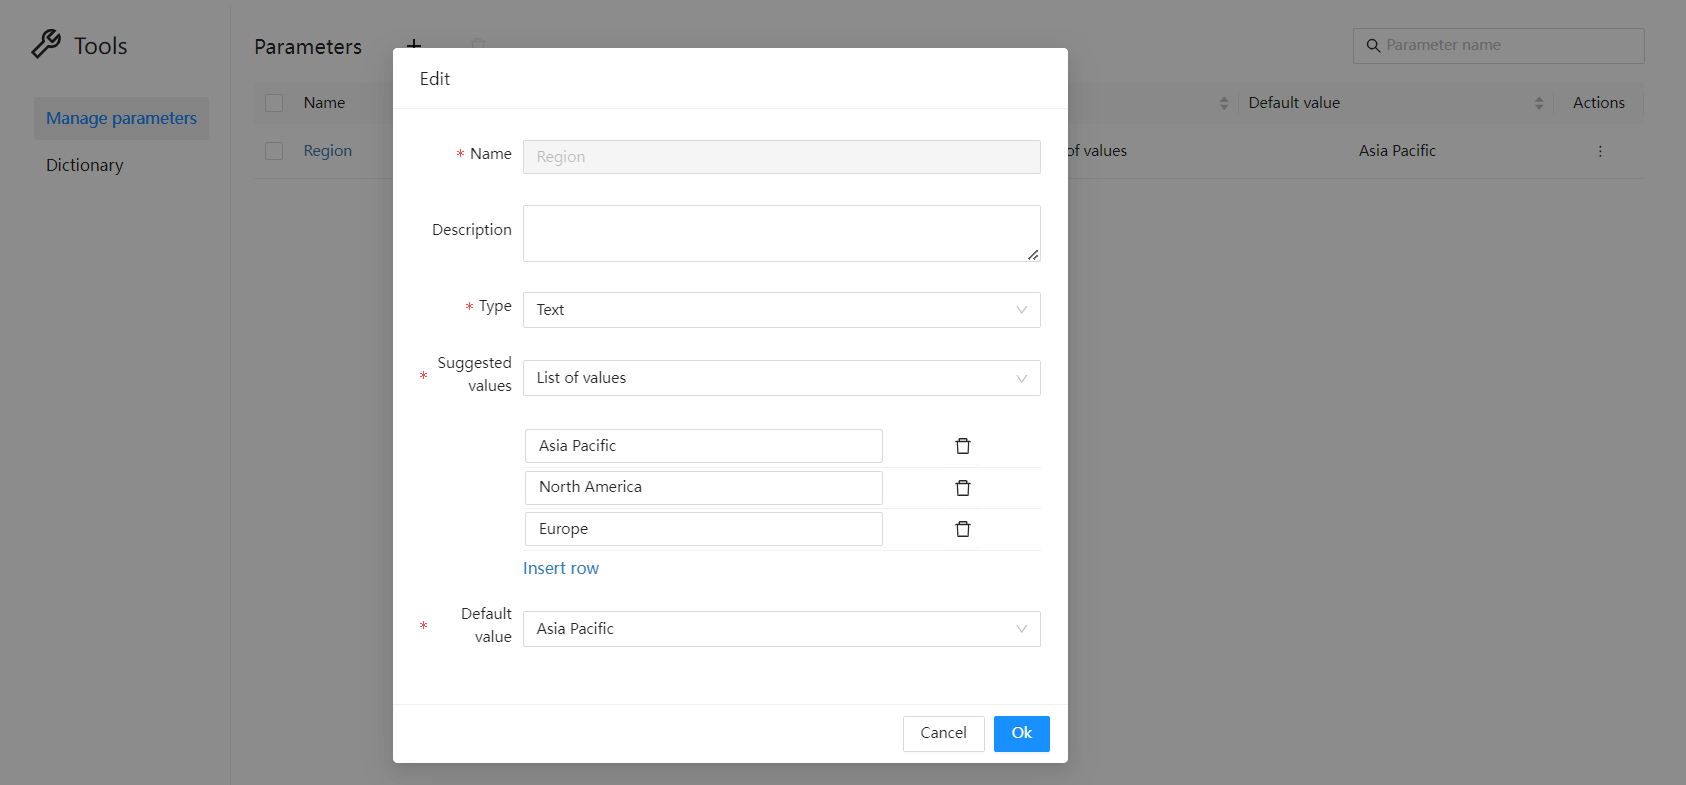 Tools
Manage parameters
Dictionary
Parameters
Parameter name
Name
Default value
Actions
Region
of values
Asia Pacific
Edit
* Name
Region
Description
* Type
Text
* Suggested
values
List of values
Asia Pacific
North America
Europe
Insert row
* Default
value
Asia Pacific
Cancel
Ok